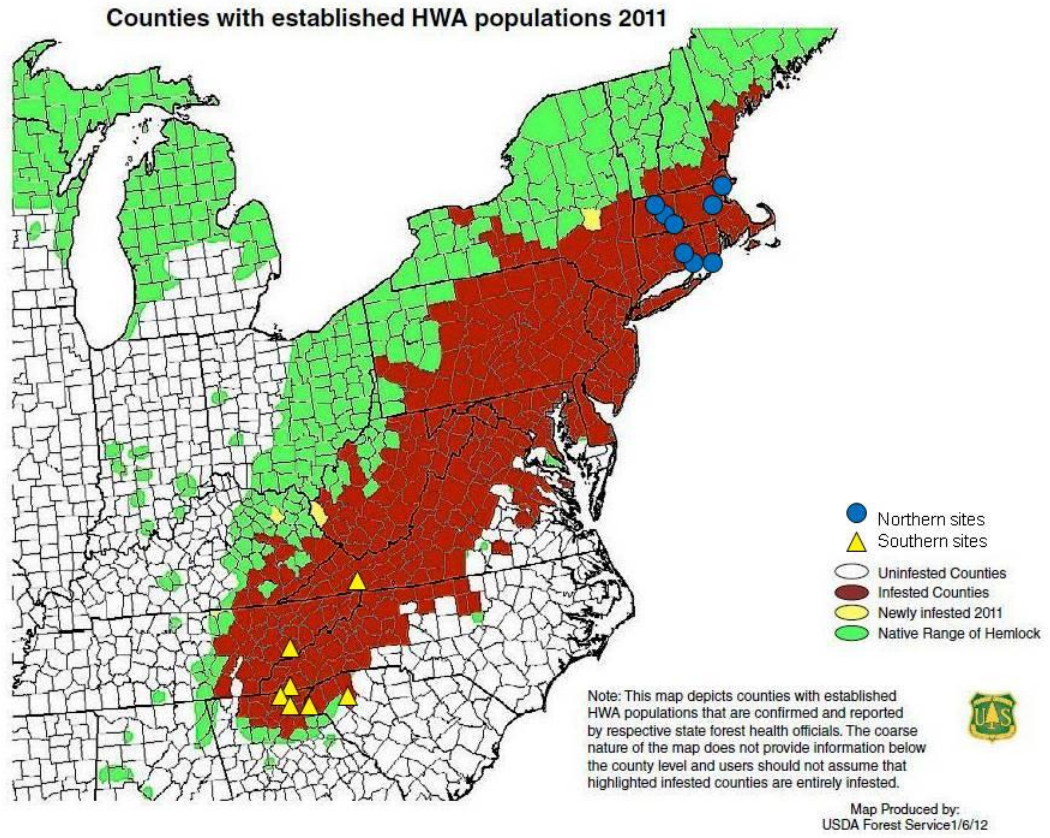 Counties with established HWA populations 2011
Northern sites
Southern sites
Uninfested Counties
Infested Counties
Newly infested 2011
Native Range of Hemlock
Note: This map depicts counties with established
HWA populations that are confirmed and reported
by respective state forest health officials. The coarse
nature of the map does not provide information below
the county level and users should not assume that
highlighted infested counties are entirely infested.
U S
Map Produced by:
USDA Forest Service1/6/12